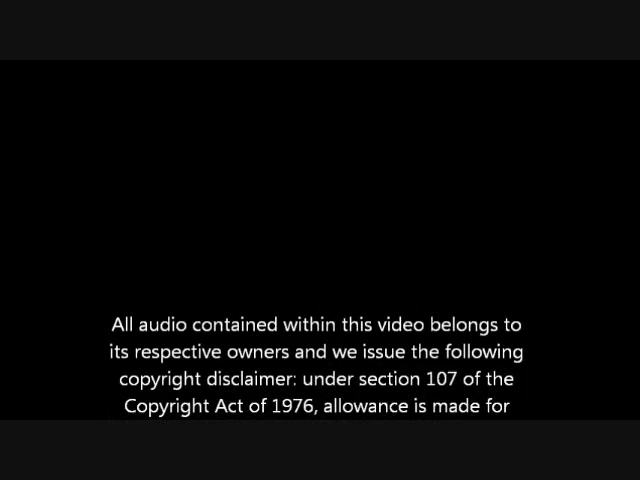 All audio contained within this video belongs to
its respective owners and we issue the following
copyright disclaimer: under section 107 of the
Copyright Act of 1976, allowance is made for